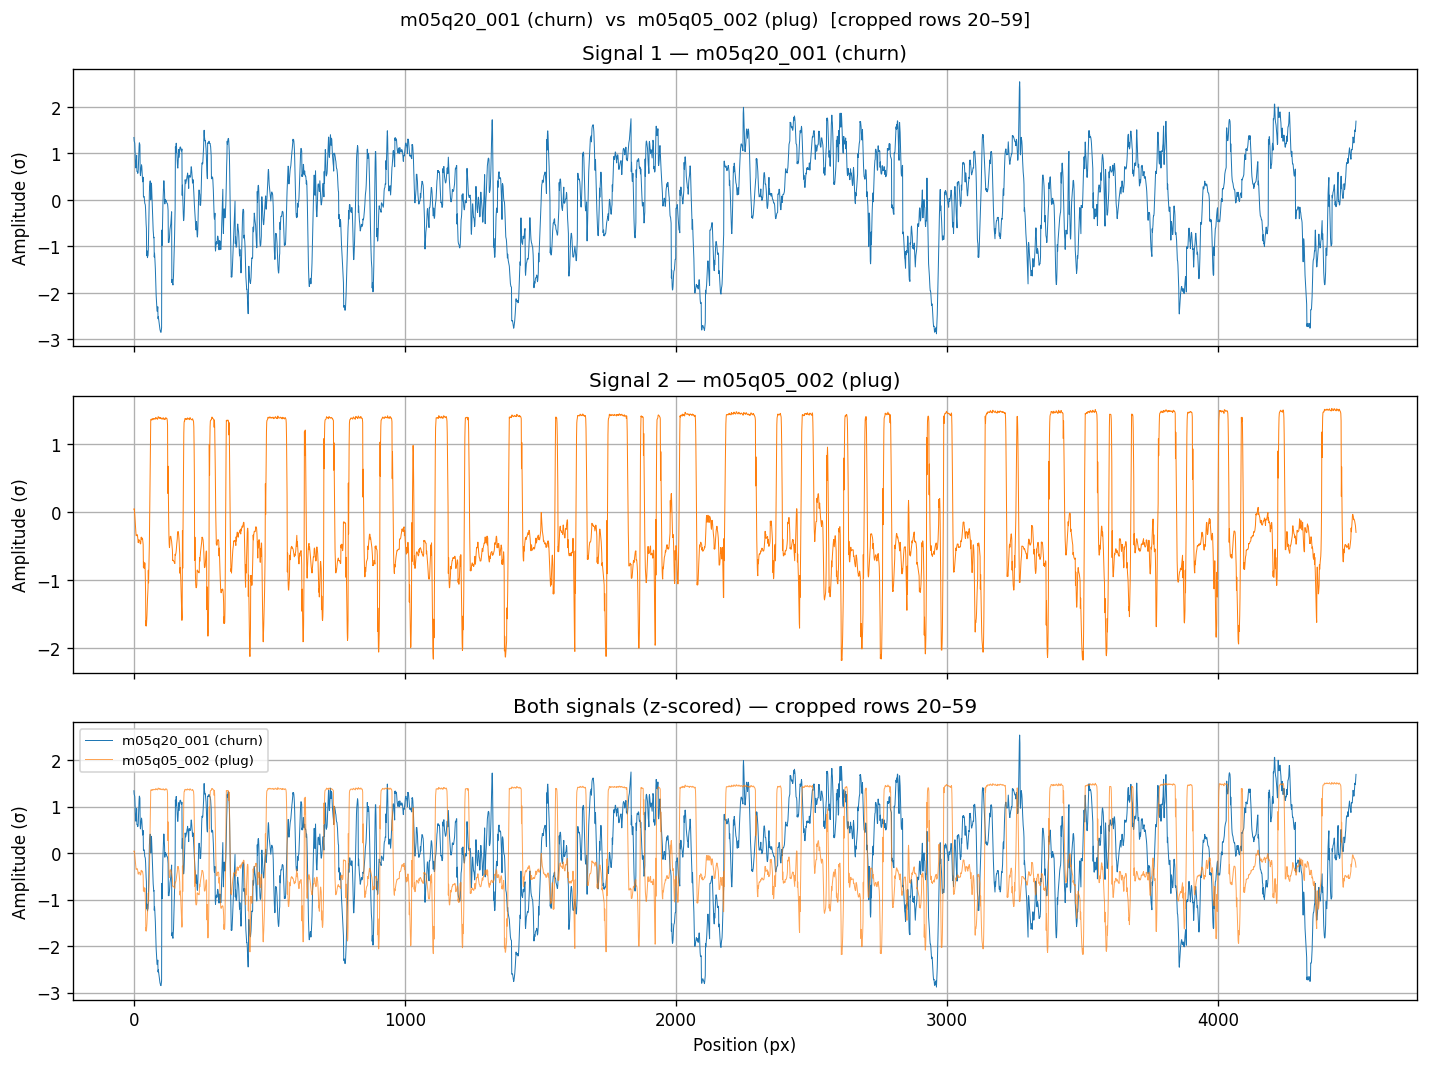 m05q20_001 (churn)  vs  m05q05_002 (plug)  [cropped rows 20–59]
Signal 1 — m05q20_001 (churn)
2
1
0
−1
−2
−3
Amplitude (σ)
Signal 2 — m05q05_002 (plug)
1
0
−1
−2
Amplitude (σ)
Both signals (z-scored) — cropped rows 20–59
m05q20_001 (churn)
m05q05_002 (plug)
2
1
0
−1
−2
−3
Amplitude (σ)
0 1000 2000 3000 4000
Position (px)